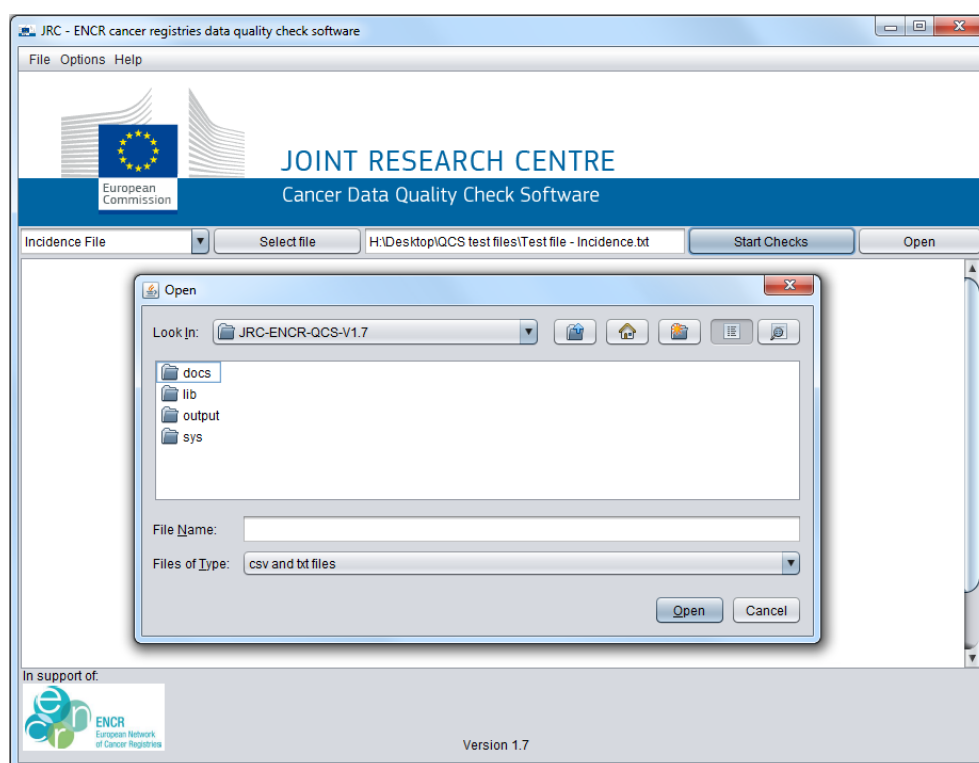 JRC - ENCR cancer registries data quality check software
File Options Help
JOINT RESEARCH CENTRE
European
Commission
Cancer Data Quality Check Software
Incidence File
Select file
H:\Desktop\QCS test files\Test file - Incidence.txt
Start Checks
Open
Open
Look In:
JRC-ENCR-QCS-V1.7
docs
lib
output
sys
File Name:
Files of Type:
csv and txt files
Open
Cancel
In support of:
encr
ENCR
European Network
of Cancer Registries
Version 1.7